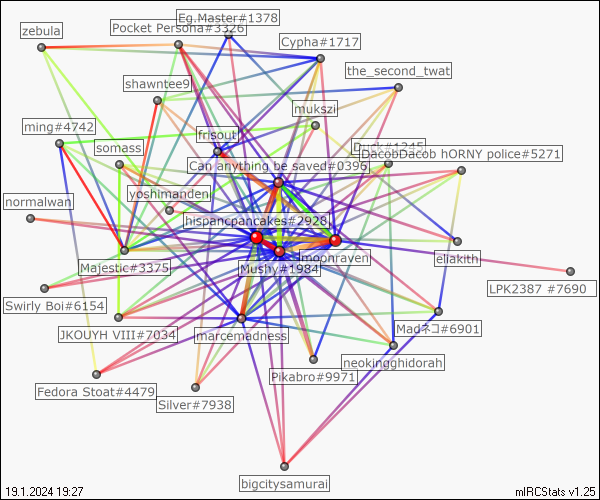 Eg.Master#1378
Pocket Persona#3326
zebula
Cypha#1717
the_second_twat
shawntee9
mukszi
ming#4742
frisout
somass
Duck#1245
DacobDacob hORNY police#5271
Can anything be saved#0396
yoshimandeni
normalwan
hispancpancakes#2928
moonraven
eliakith
Majestic#3375
Mushy#1984
LPK2387 #7690
Swirly Boi#6154
JKOUYH VIII#7034
marcemadness
Madネコ#6901
neokingghidorah
Pikabro#9971
Fedora Stoat#4479
Silver#7938
bigcitysamurai
19.1.2024 19:27
mIRCStats v1.25